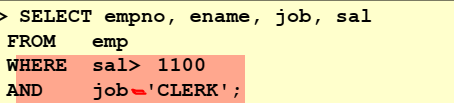 > SELECT empno, ename, job, sal
FROM emp
WHERE sal> 1100
AND job 'CLERK';